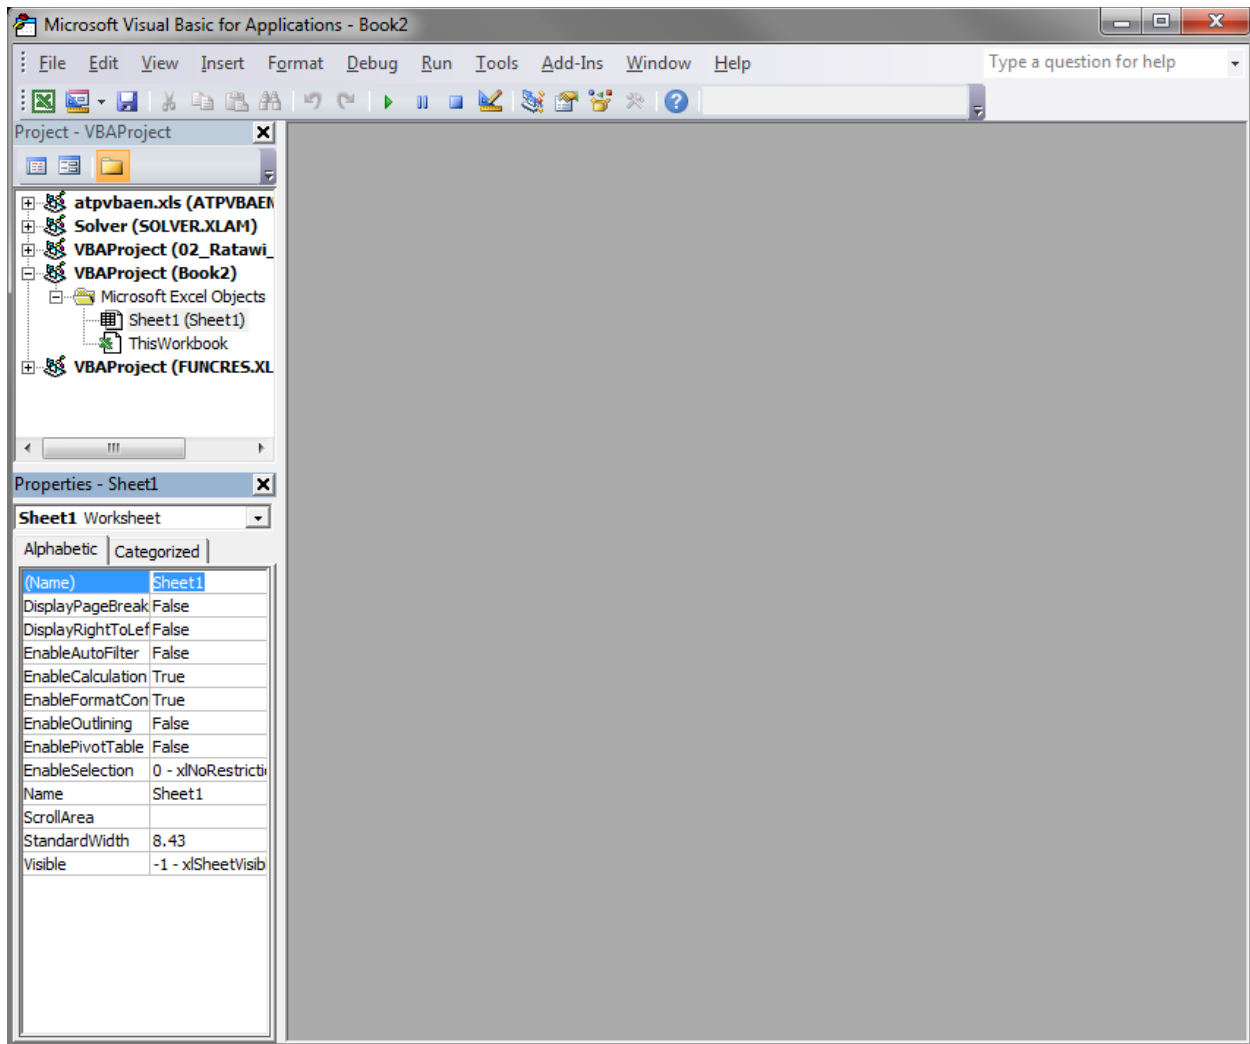 Microsoft Visual Basic for Applications - Book2
File Edit View Insert Format Debug Run Tools Add-Ins Window Help Type a question for help
Project - VBAProject
atpvbaen.xls (ATPVBAEN
Solver (SOLVER.XLAM)
VBAProject (02_Ratawi_
VBAProject (Book2)
Microsoft Excel Objects
Sheet1 (Sheet1)
ThisWorkbook
VBAProject (FUNCRES.XL
Properties - Sheet1
Sheet1 Worksheet
Alphabetic Categorized
(Name) Sheet1
DisplayPageBreak False
DisplayRightToLef False
EnableAutoFilter False
EnableCalculation True
EnableFormatCon True
EnableOutlining False
EnablePivotTable False
EnableSelection 0 - xlNoRestrictio
Name Sheet1
ScrollArea
StandardWidth 8.43
Visible -1 - xlSheetVisib